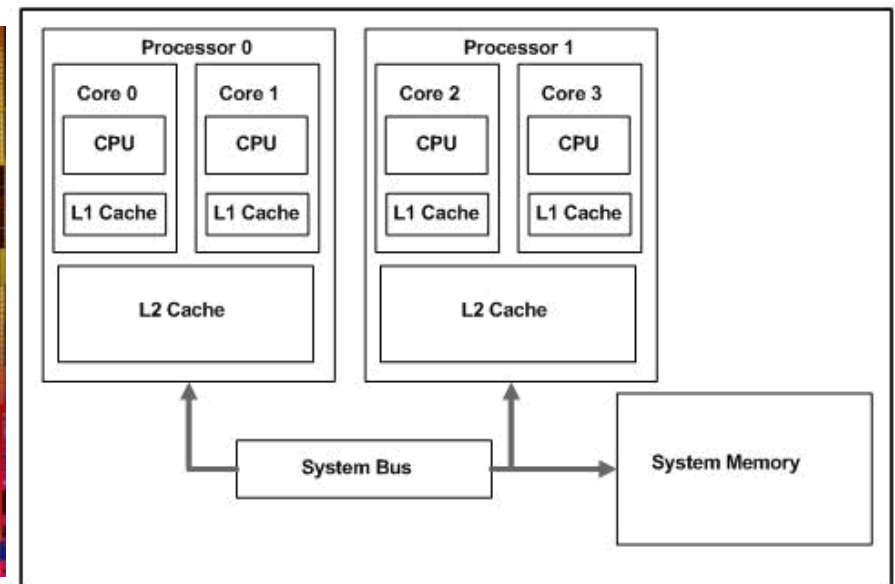 Processor 0
Processor 1
Core 0
Core 1
Core 2
Core 3
CPU
CPU
CPU
CPU
L1 Cache
L1 Cache
L1 Cache
L1 Cache
L2 Cache
L2 Cache
System Bus
System Memory